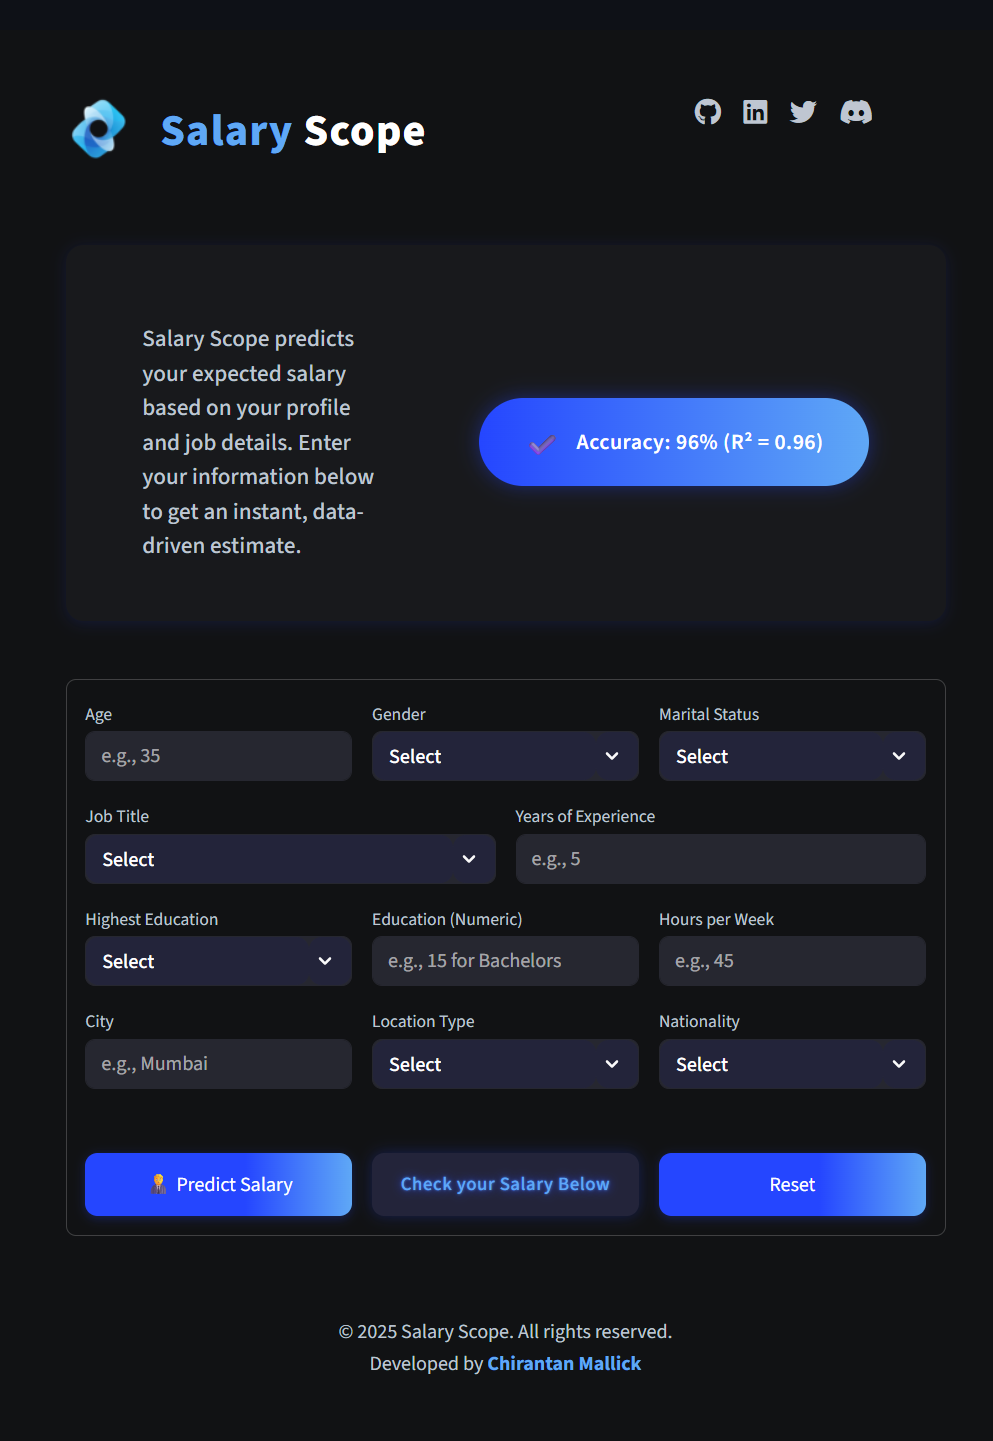 Salary Scope
Salary Scope predicts
your expected salary
based on your profile
and job details. Enter
your information below
to get an instant, data-
driven estimate.
Accuracy: 96% (R² = 0.96)
Age Gender Marital Status
e.g., 35 Select Select
Job Title Years of Experience
Select e.g., 5
Highest Education Education (Numeric) Hours per Week
Select e.g., 15 for Bachelors e.g., 45
City Location Type Nationality
e.g., Mumbai Select Select
Predict Salary Check your Salary Below Reset
© 2025 Salary Scope. All rights reserved.
Developed by Chirantan Mallick